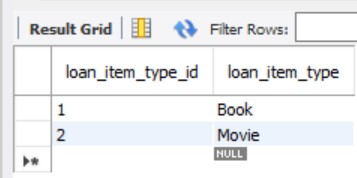 Result Grid Filter Rows:
loan_item_type_id loan_item_type
1 Book
2 Movie
NULL